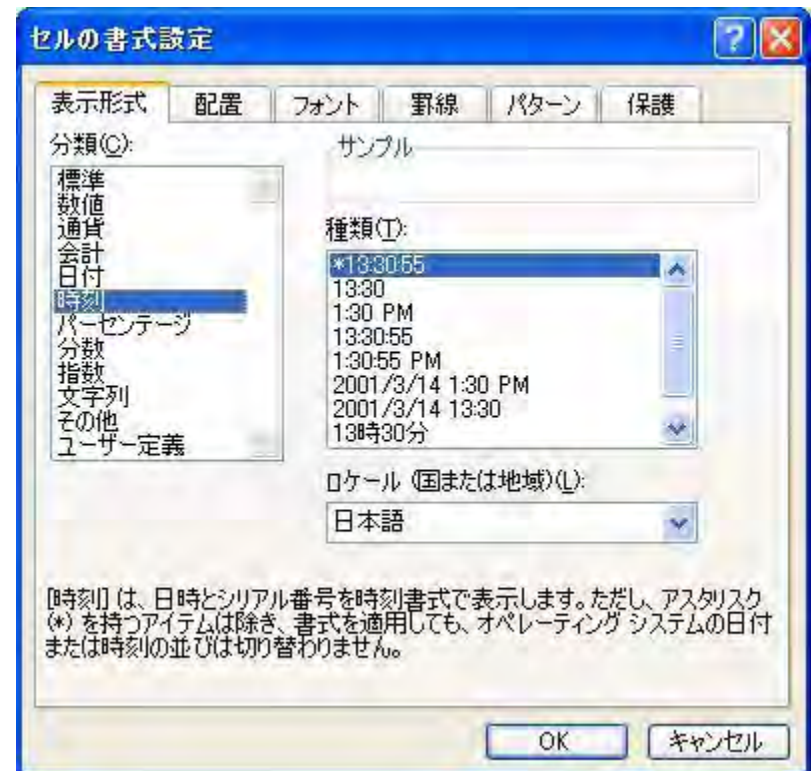 セルの書式設定
表示形式 配置 フォント 罫線 パターン 保護
分類(C):
標準
数値
通貨
会計
日付
時刻
パーセンテージ
分数
指数
文字列
その他
ユーザー定義
サンプル
種類(T):
*13:30:55
13:30
1:30 PM
13:30:55
1:30:55 PM
2001/3/14 1:30 PM
2001/3/14 13:30
13時30分
ロケール (国または地域)(L):
日本語
[時刻] は、日時とシリアル番号を時刻書式で表示します。ただし、アスタリスク
(*) を持つアイテムは除き、書式を適用しても、オペレーティング システムの日付
または時刻の並びは切り替わりません。
OK キャンセル